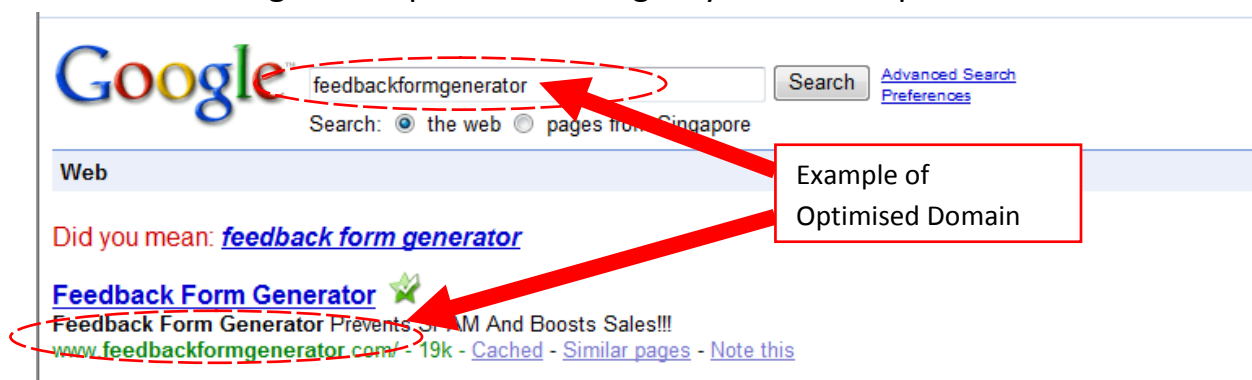 Google™ feedbackformgenerator Search Advanced Search
Preferences
Search: the web pages from Singapore
Web
Example of
Optimised Domain
Did you mean: feedback form generator
Feedback Form Generator
Feedback Form Generator Prevents SPAM And Boosts Sales!!!
www.feedbackformgenerator.com/ - 19k - Cached - Similar pages - Note this